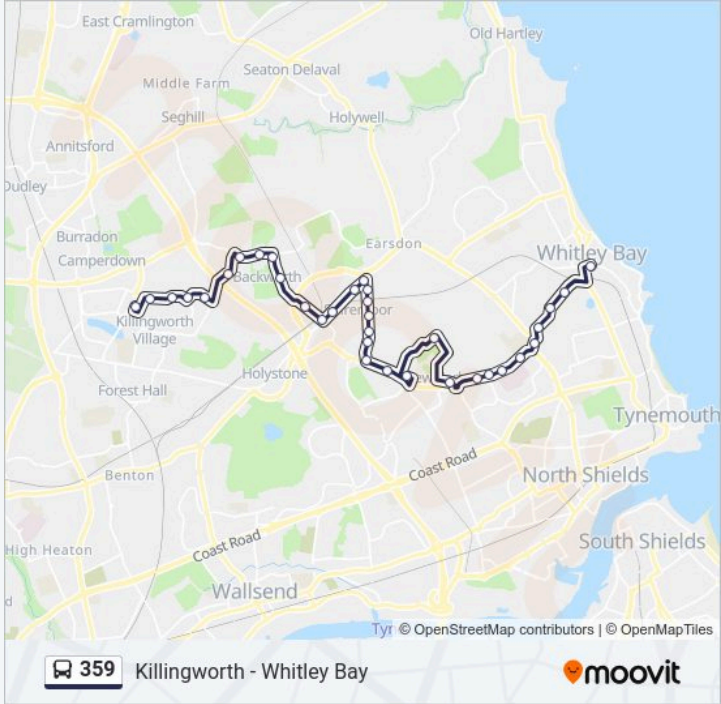 East Cramlington
Old Hartley
Seaton Delaval
Middle Farm
Seghill
Holywell
Annitsford
Dudley
Burradon
Earsdon
Camperdown
Whitley Bay
Backworth
Killingworth
Village
Holystone
Forest Hall
Tynemouth
Coast Road
Benton
North Shields
Coast Road
High Heaton
South Shields
Wallsend
Tyr © OpenStreetMap contributors | © OpenMapTiles
359 Killingworth - Whitley Bay
moovit